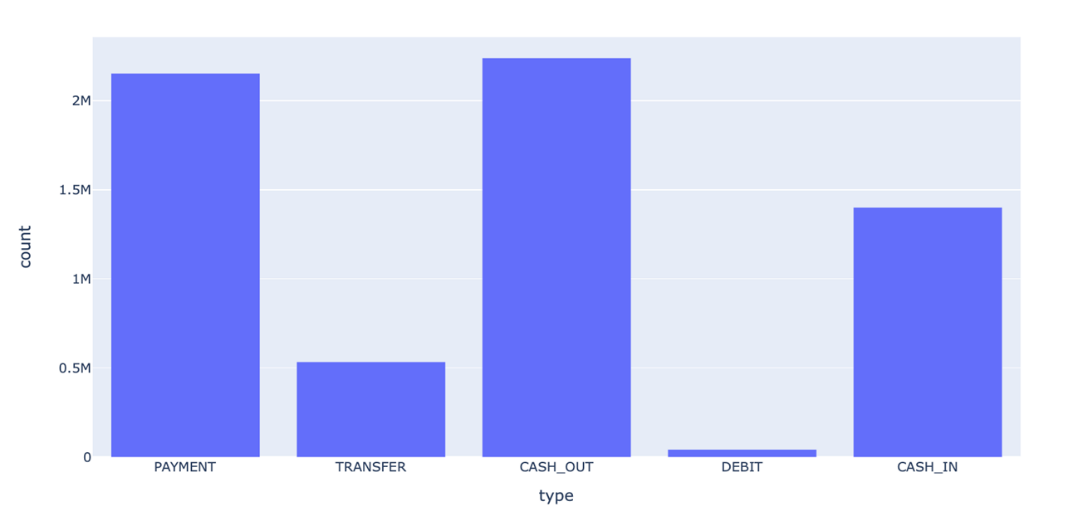 2M
1.5M
1M
0.5M
0
count
PAYMENT TRANSFER CASH_OUT DEBIT CASH_IN
type